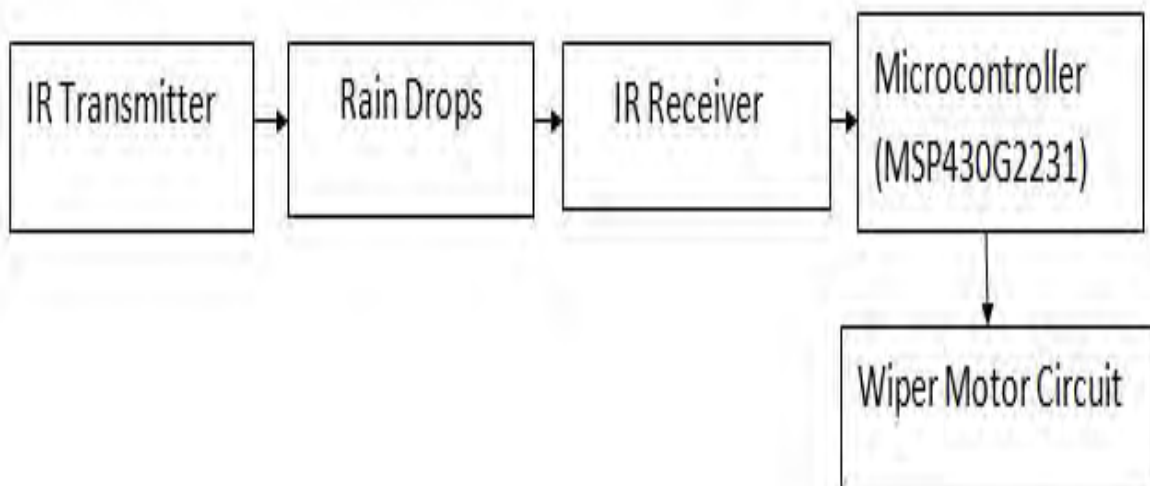 IR Transmitter
Rain Drops
IR Receiver
Microcontroller
(MSP430G2231)
Wiper Motor Circuit